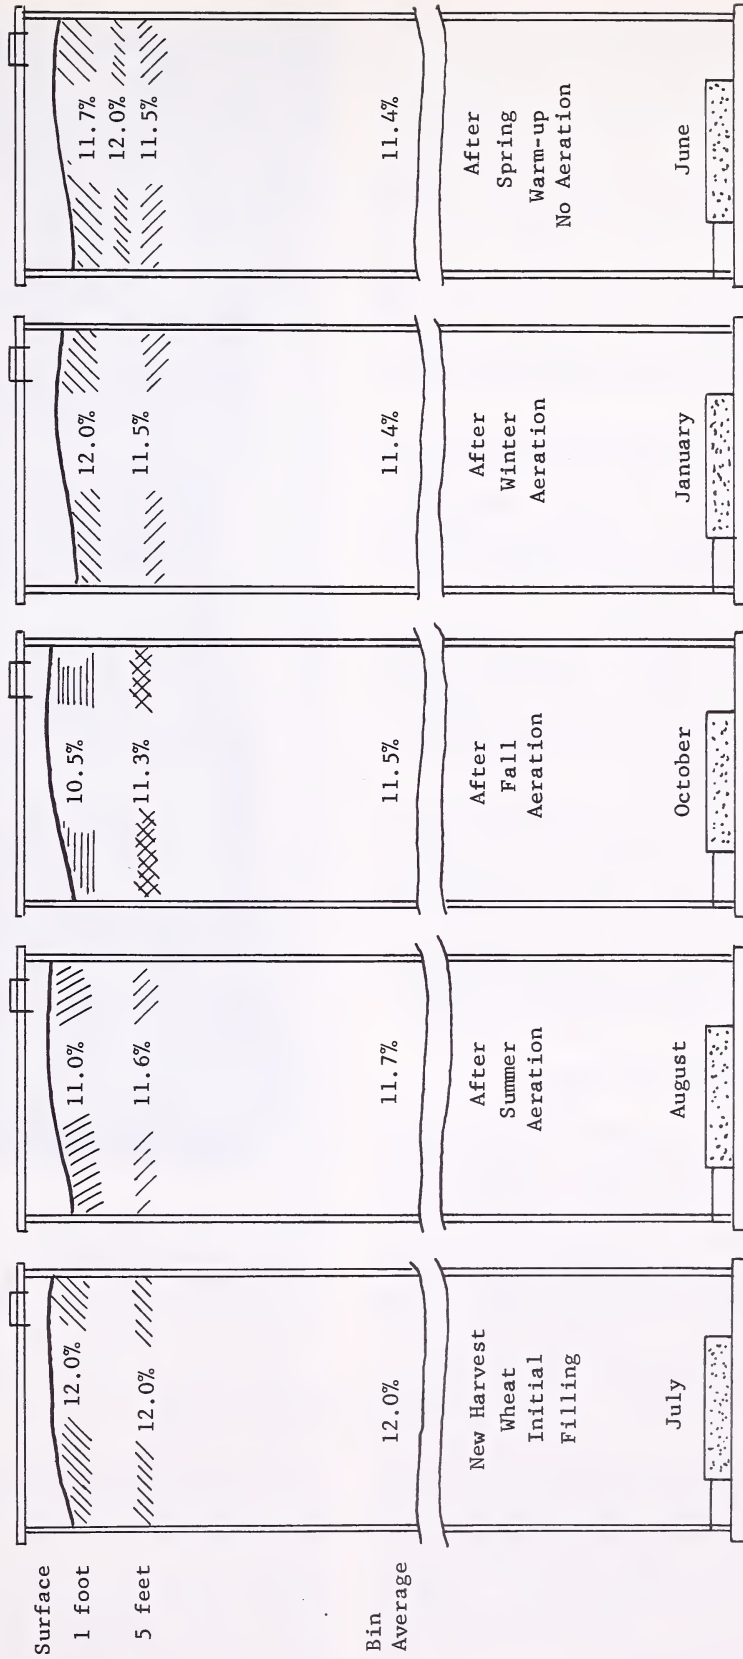 Surface
1 foot
5 feet
Bin
Average
12.0%
12.0%
12.0%
New Harvest
Wheat
Initial
Filling
July
11.0%
11.6%
11.7%
After
Summer
Aeration
August
10.5%
11.3%
11.5%
After
Fall
Aeration
October
12.0%
11.5%
11.4%
After
Winter
Aeration
January
11.7%
12.0%
11.5%
11.4%
After
Spring
Warm-up
No Aeration
June